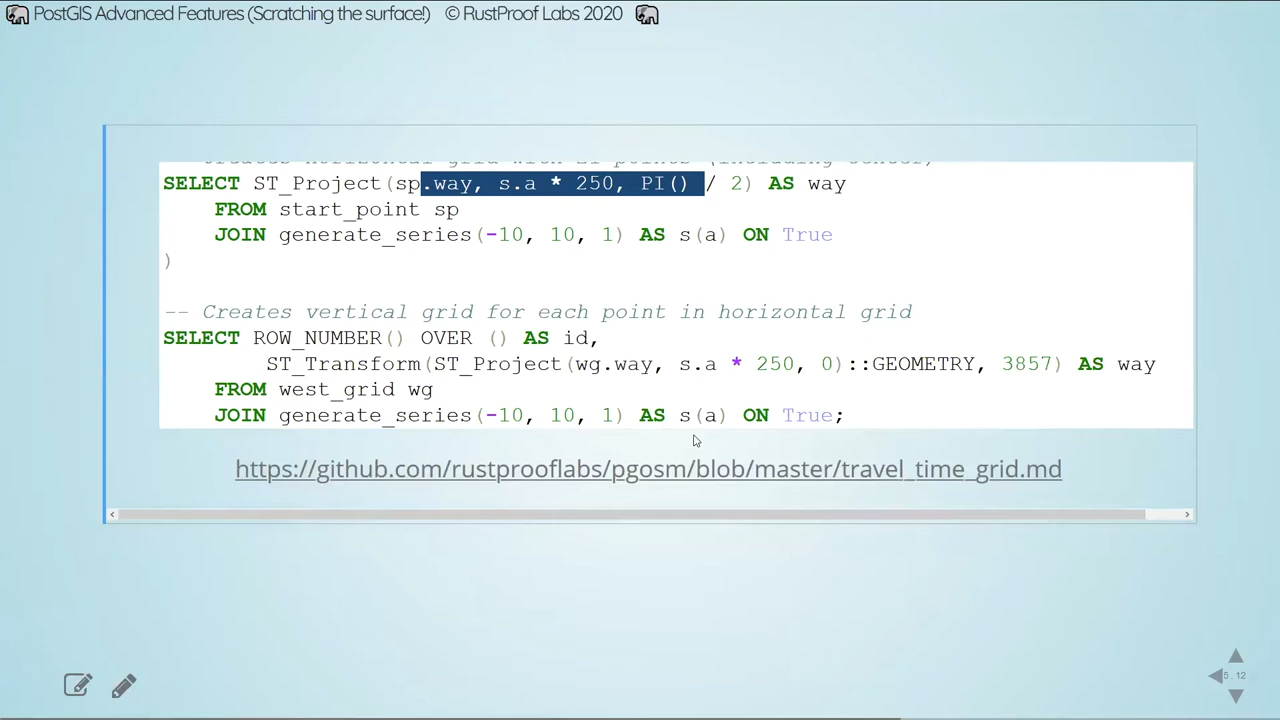 PostGIS Advanced Features (Scratching the surface!) © RustProof Labs 2020
SELECT ST_Project(sp.way, s.a * 250, PI() / 2) AS way
FROM start_point sp
JOIN generate_series(-10, 10, 1) AS s(a) ON True
)
-- Creates vertical grid for each point in horizontal grid
SELECT ROW_NUMBER() OVER () AS id,
ST_Transform(ST_Project(wg.way, s.a * 250, 0)::GEOMETRY, 3857) AS way
FROM west_grid wg
JOIN generate_series(-10, 10, 1) AS s(a) ON True;
https://github.com/rustprooflabs/pgosm/blob/master/travel_time_grid.md
5.12